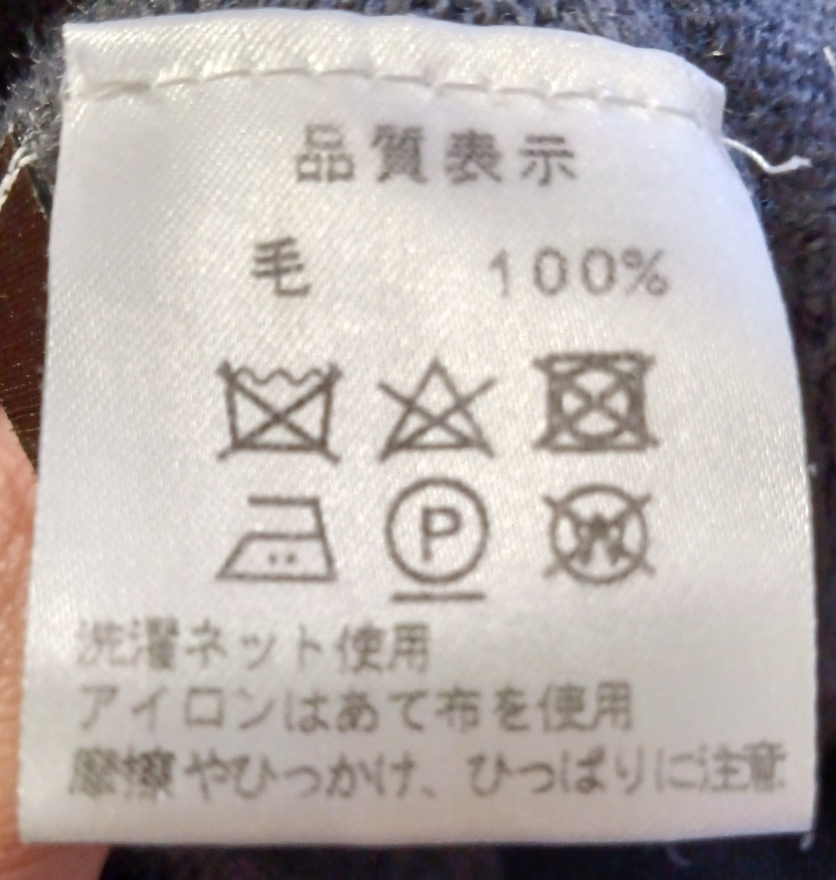 品質表示
毛 100%
P W
洗濯ネット使用
アイロンはあて布を使用
摩擦やひっかけ、ひっぱりに注意